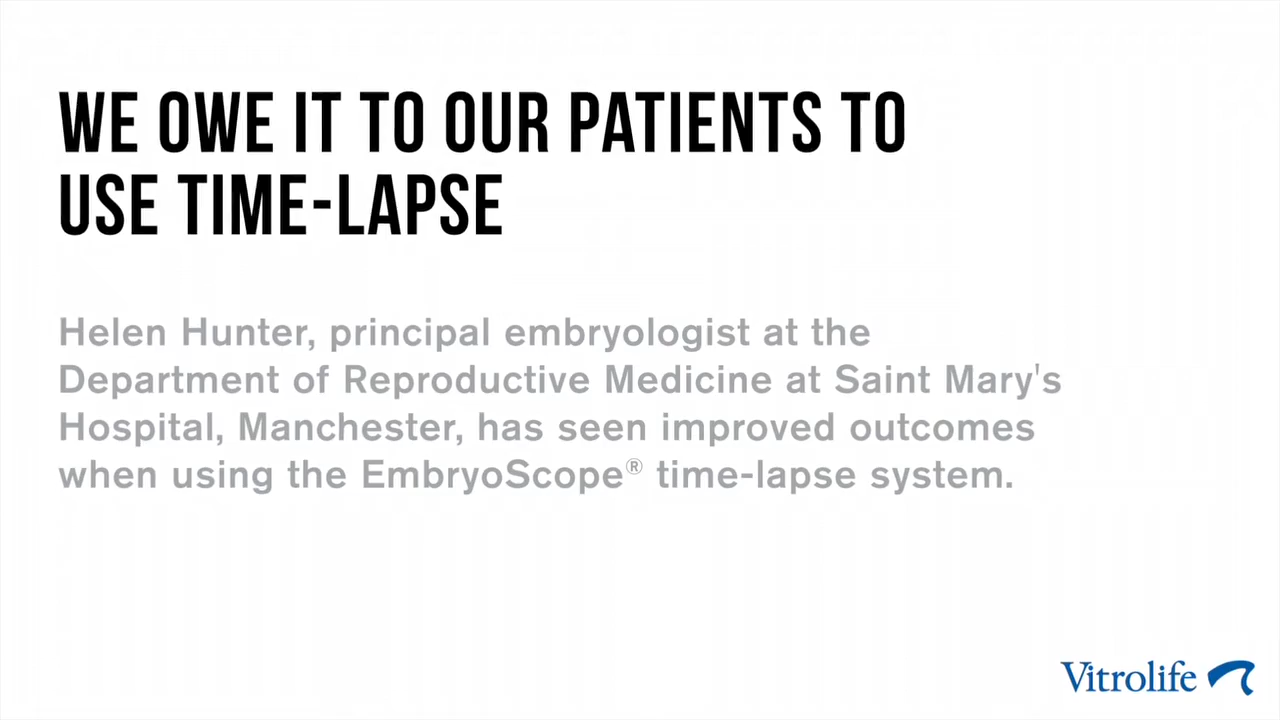 WE OWE IT TO OUR PATIENTS TO
USE TIME-LAPSE
Helen Hunter, principal embryologist at the
Department of Reproductive Medicine at Saint Mary's
Hospital, Manchester, has seen improved outcomes
when using the EmbryoScope® time-lapse system.
Vitrolife